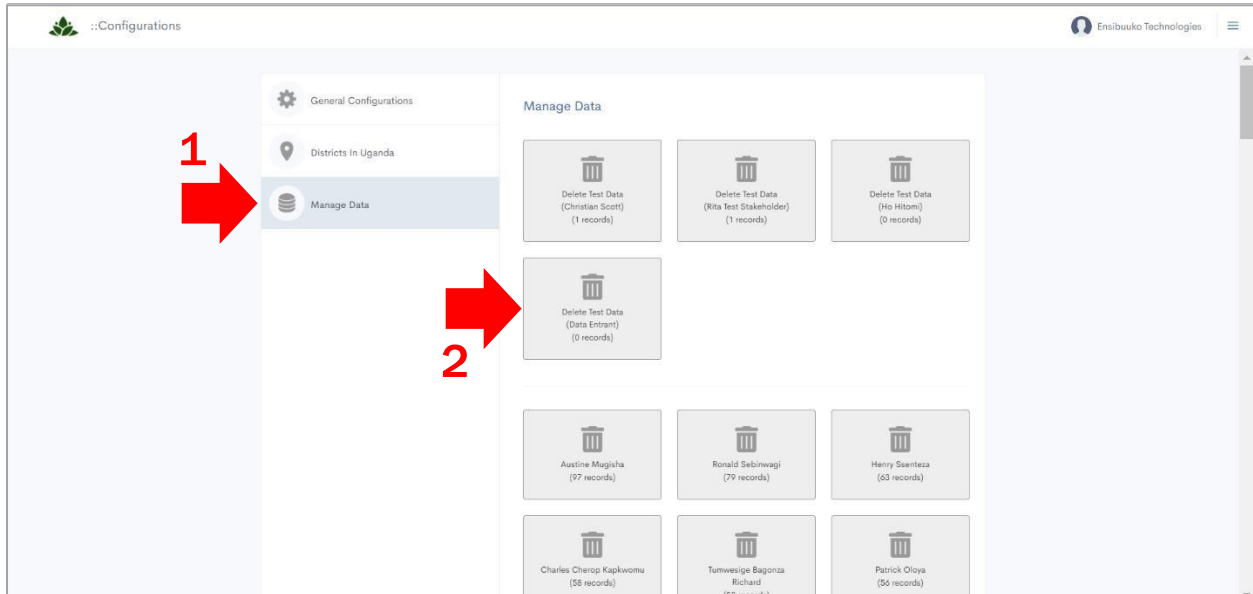 ::Configurations
Ensibuuko Technologies
General Configurations
Districts In Uganda
Manage Data
1
2
Manage Data
Delete Test Data
(Christian Scott)
(1 records)
Delete Test Data
(Rita Test Stakeholder)
(1 records)
Delete Test Data
(Ho Hitomi)
(0 records)
Delete Test Data
(Data Entrant)
(0 records)
Austine Mugisha
(97 records)
Ronald Sebinwagi
(79 records)
Henry Ssenteza
(63 records)
Charles Cherop Kapkwomu
(58 records)
Tumwesige Bagonza
Richard
Patrick Oloya
(56 records)